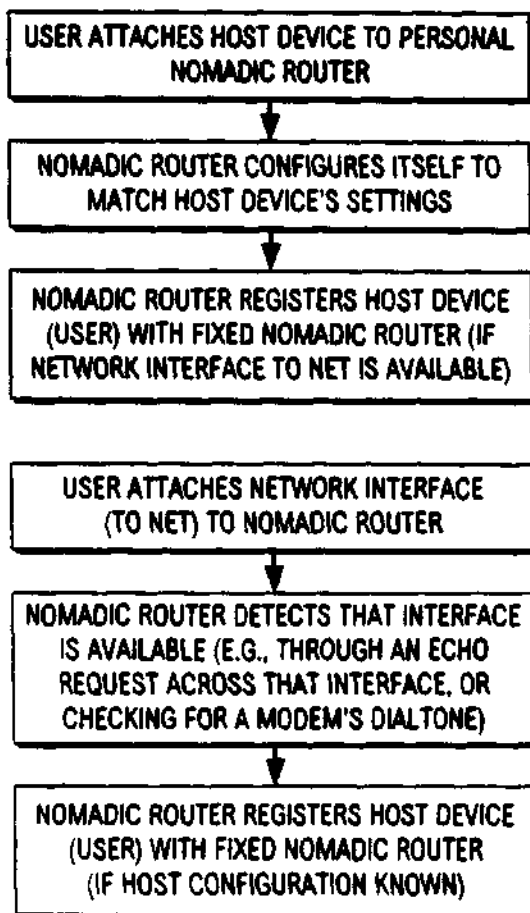 USER ATTACHES HOST DEVICE TO PERSONAL
NOMADIC ROUTER
NOMADIC ROUTER CONFIGURES ITSELF TO
MATCH HOST DEVICE'S SETTINGS
NOMADIC ROUTER REGISTERS HOST DEVICE
(USER) WITH FIXED NOMADIC ROUTER (IF
NETWORK INTERFACE TO NET IS AVAILABLE)
USER ATTACHES NETWORK INTERFACE
(TO NET) TO NOMADIC ROUTER
NOMADIC ROUTER DETECTS THAT INTERFACE
IS AVAILABLE (E.G., THROUGH AN ECHO
REQUEST ACROSS THAT INTERFACE, OR
CHECKING FOR A MODEM'S DIALTONE)
NOMADIC ROUTER REGISTERS HOST DEVICE
(USER) WITH FIXED NOMADIC ROUTER
(IF HOST CONFIGURATION KNOWN)